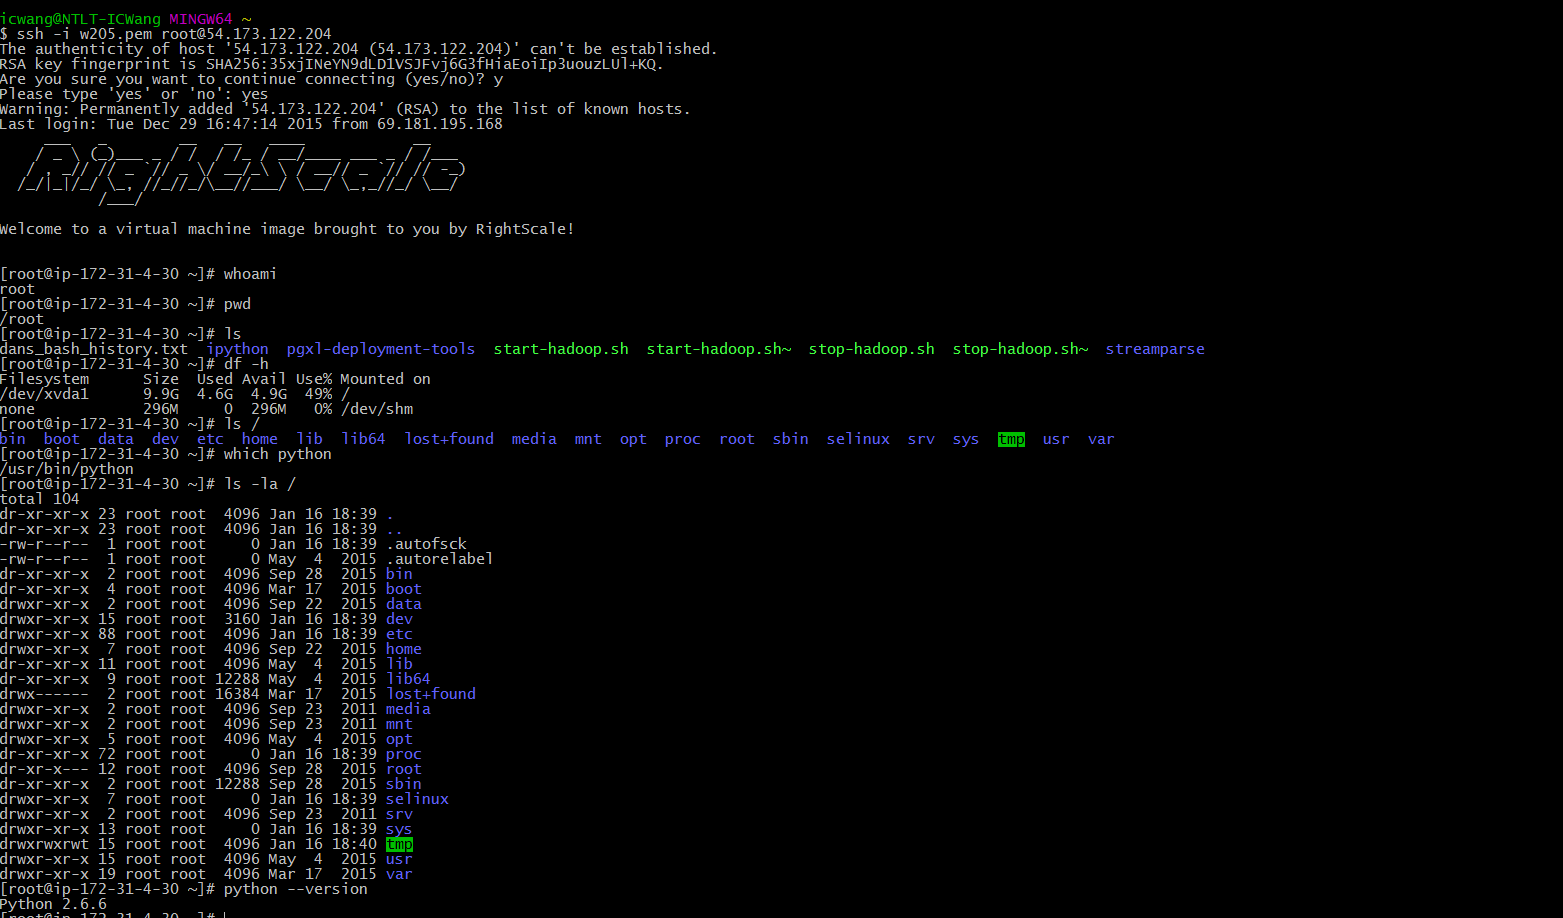 icwang@NTLT-ICWang MINGW64 ~
$ ssh -i w205.pem root@54.173.122.204
The authenticity of host '54.173.122.204 (54.173.122.204)' can't be established.
RSA key fingerprint is SHA256:35xjINeYN9dLD1VSJFvj6G3fHiaEoiIp3uouzLUl+KQ.
Are you sure you want to continue connecting (yes/no)? y
Please type 'yes' or 'no': yes
Warning: Permanently added '54.173.122.204' (RSA) to the list of known hosts.
Last login: Tue Dec 29 16:47:14 2015 from 69.181.195.168
RightScale
Welcome to a virtual machine image brought to you by RightScale!
[root@ip-172-31-4-30 ~]# whoami
root
[root@ip-172-31-4-30 ~]# pwd
/root
[root@ip-172-31-4-30 ~]# ls
dans_bash_history.txt  ipython  pgxl-deployment-tools  start-hadoop.sh  start-hadoop.sh~  stop-hadoop.sh  stop-hadoop.sh~  streamparse
[root@ip-172-31-4-30 ~]# df -h
Filesystem      Size  Used Avail Use% Mounted on
/dev/xvda1      9.9G  4.6G  4.9G  49% /
none            296M     0  296M   0% /dev/shm
[root@ip-172-31-4-30 ~]# ls /
bin  boot  data  dev  etc  home  lib  lib64  lost+found  media  mnt  opt  proc  root  sbin  selinux  srv  sys  tmp  usr  var
[root@ip-172-31-4-30 ~]# which python
/usr/bin/python
[root@ip-172-31-4-30 ~]# ls -la /
total 104
dr-xr-xr-x 23 root root  4096 Jan 16 18:39 .
dr-xr-xr-x 23 root root  4096 Jan 16 18:39 ..
-rw-r--r--  1 root root     0 Jan 16 18:39 .autofsck
-rw-r--r--  1 root root     0 May  4  2015 .autorelabel
dr-xr-xr-x  2 root root  4096 Sep 28  2015 bin
dr-xr-xr-x  4 root root  4096 Mar 17  2015 boot
drwxr-xr-x  2 root root  4096 Sep 22  2015 data
drwxr-xr-x 15 root root  3160 Jan 16 18:39 dev
drwxr-xr-x 88 root root  4096 Jan 16 18:39 etc
drwxr-xr-x  7 root root  4096 Sep 22  2015 home
dr-xr-xr-x 11 root root  4096 May  4  2015 lib
dr-xr-xr-x  9 root root 12288 May  4  2015 lib64
drwx------  2 root root 16384 Mar 17  2015 lost+found
drwxr-xr-x  2 root root  4096 Sep 23  2011 media
drwxr-xr-x  2 root root  4096 Sep 23  2011 mnt
drwxr-xr-x  5 root root  4096 May  4  2015 opt
dr-xr-xr-x 72 root root     0 Jan 16 18:39 proc
dr-xr-x--- 12 root root  4096 Sep 28  2015 root
dr-xr-xr-x  2 root root 12288 Sep 28  2015 sbin
drwxr-xr-x  7 root root     0 Jan 16 18:39 selinux
drwxr-xr-x  2 root root  4096 Sep 23  2011 srv
drwxr-xr-x 13 root root     0 Jan 16 18:39 sys
drwxrwxrwt 15 root root  4096 Jan 16 18:40 tmp
drwxr-xr-x 15 root root  4096 May  4  2015 usr
drwxr-xr-x 19 root root  4096 Mar 17  2015 var
[root@ip-172-31-4-30 ~]# python --version
Python 2.6.6
[root@ip-172-31-4-30 ~]#